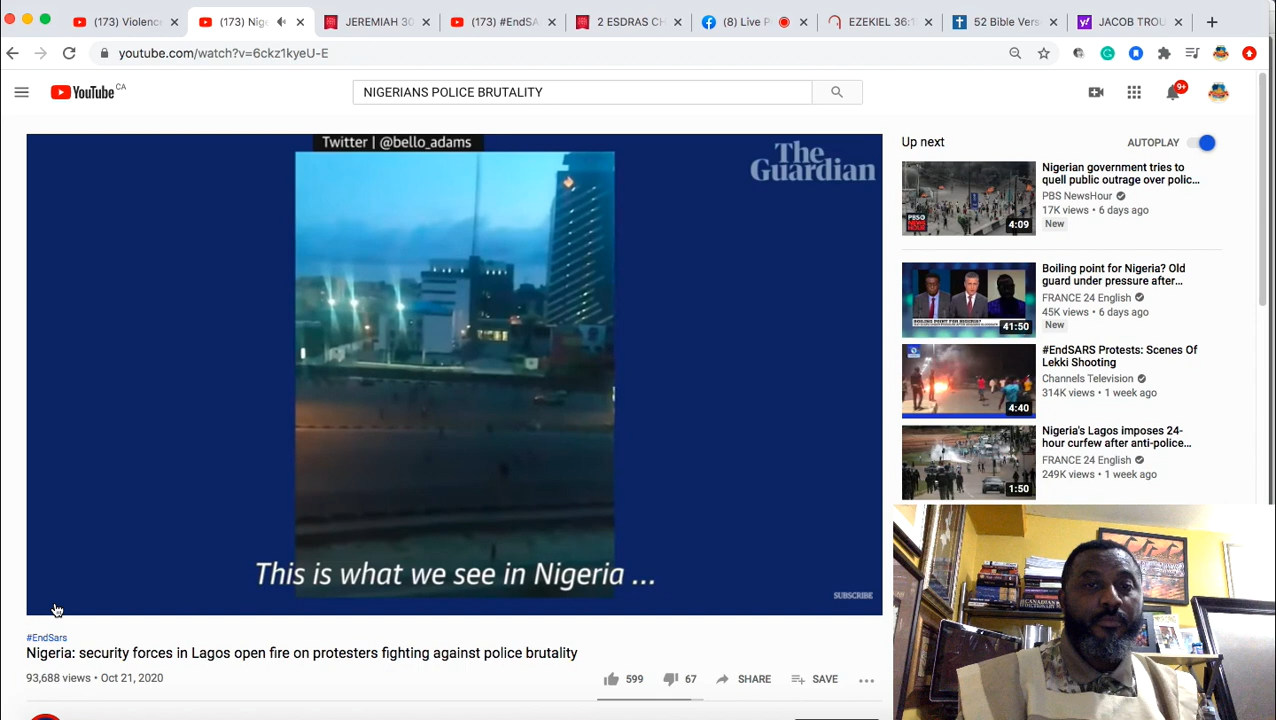 (173) Violence
(173) Nige
JEREMIAH 30
(173) #EndSA
2 ESDRAS CH
(8) Live P
EZEKIEL 36:1
52 Bible Vers
JACOB TROU
youtube.com/watch?v=6ckz1kyeU-E
YouTube CA
NIGERIANS POLICE BRUTALITY
9+
Twitter | @bello_adams
The
Guardian
This is what we see in Nigeria ...
SUBSCRIBE
#EndSars
Nigeria: security forces in Lagos open fire on protesters fighting against police brutality
93,688 views • Oct 21, 2020
599
67
SHARE
SAVE
Up next
AUTOPLAY
Nigerian government tries to
quell public outrage over polic...
PBS NewsHour
17K views • 6 days ago
New
4:09
Boiling point for Nigeria? Old
guard under pressure after...
FRANCE 24 English
45K views • 6 days ago
New
41:50
#EndSARS Protests: Scenes Of
Lekki Shooting
Channels Television
314K views • 1 week ago
4:40
Nigeria's Lagos imposes 24-
hour curfew after anti-police...
FRANCE 24 English
249K views • 1 week ago
1:50